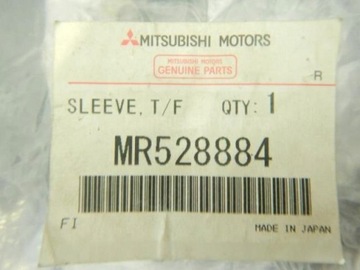 MITSUBISHI MOTORS
MITSUBISHI MOTORS
GENUINE PARTS
R
SLEEVE, T/F QTY: 1
MR528884
FI
MADE IN JAPAN